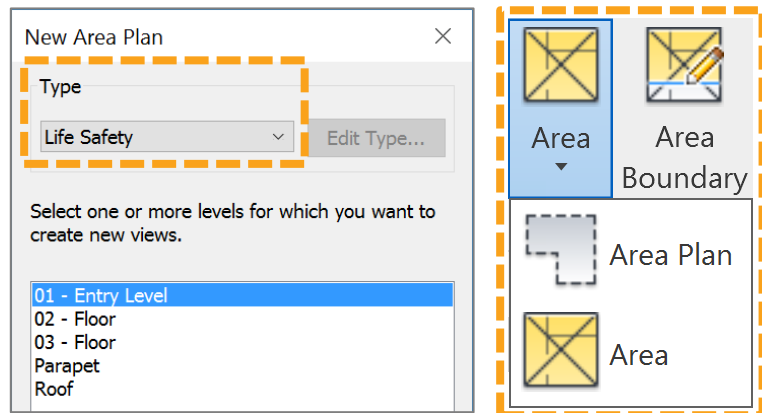 New Area Plan
Type
Life Safety
Edit Type...
Select one or more levels for which you want to
create new views.
01 - Entry Level
02 - Floor
03 - Floor
Parapet
Roof
Area
Area
Boundary
Area Plan
Area